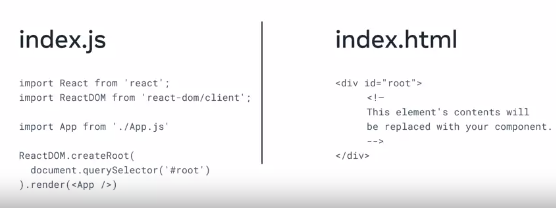 index.js
import React from 'react';
import ReactDOM from 'react-dom/client';
import App from './App.js'
ReactDOM.createRoot(
document.querySelector('#root')
).render(<App />)
index.html
<div id="root">
<!—
This element's contents will
be replaced with your component.
-->
</div>